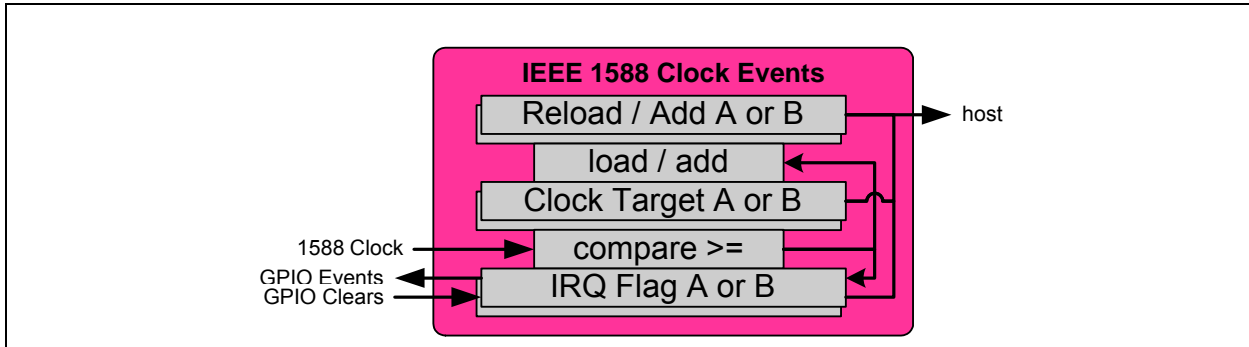 IEEE 1588 Clock Events
Reload / Add A or B
host
load / add
Clock Target A or B
1588 Clock
compare >=
GPIO Events
GPIO Clears
IRQ Flag A or B